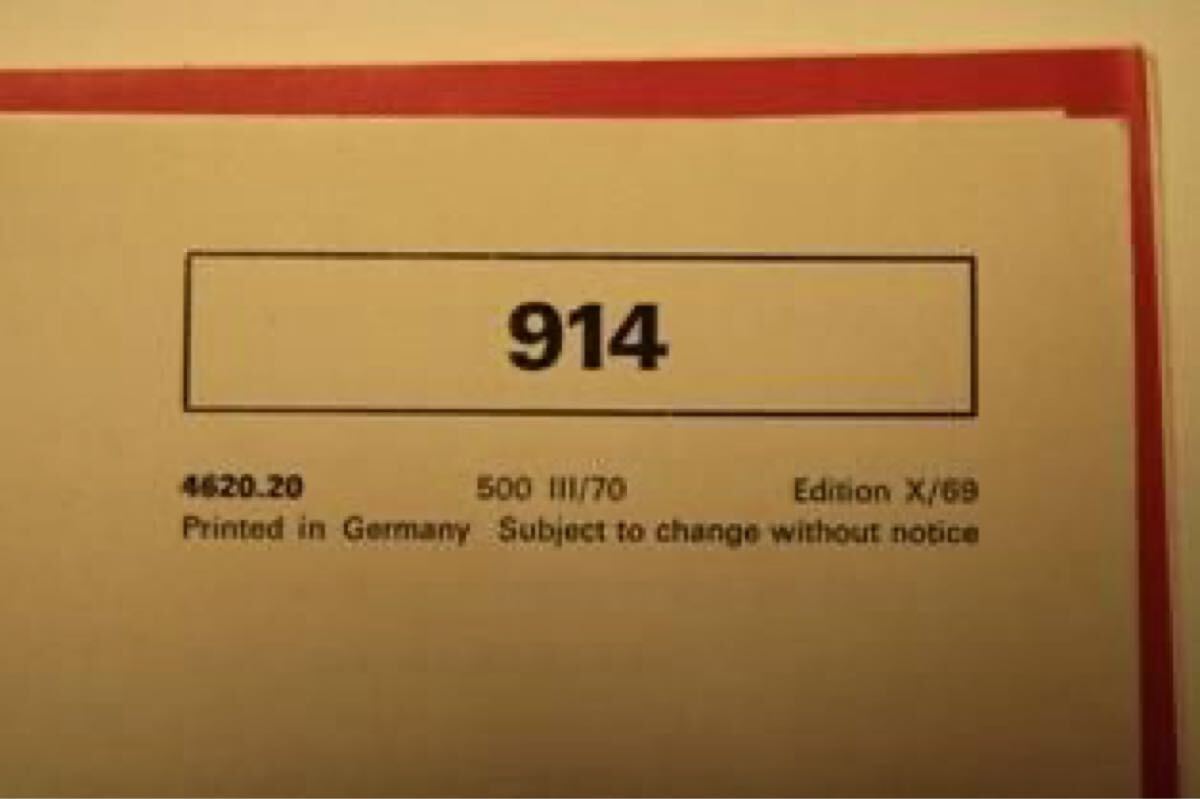 914
4620.20 500 III/70 Edition X/69
Printed in Germany Subject to change without notice